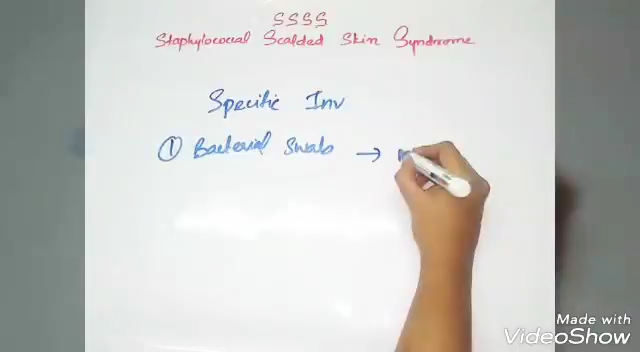 SSSS
Staphylococcal Scalded Skin Syndrome
Specific Inv
① Bacterial Swab →
Made with
VideoShow